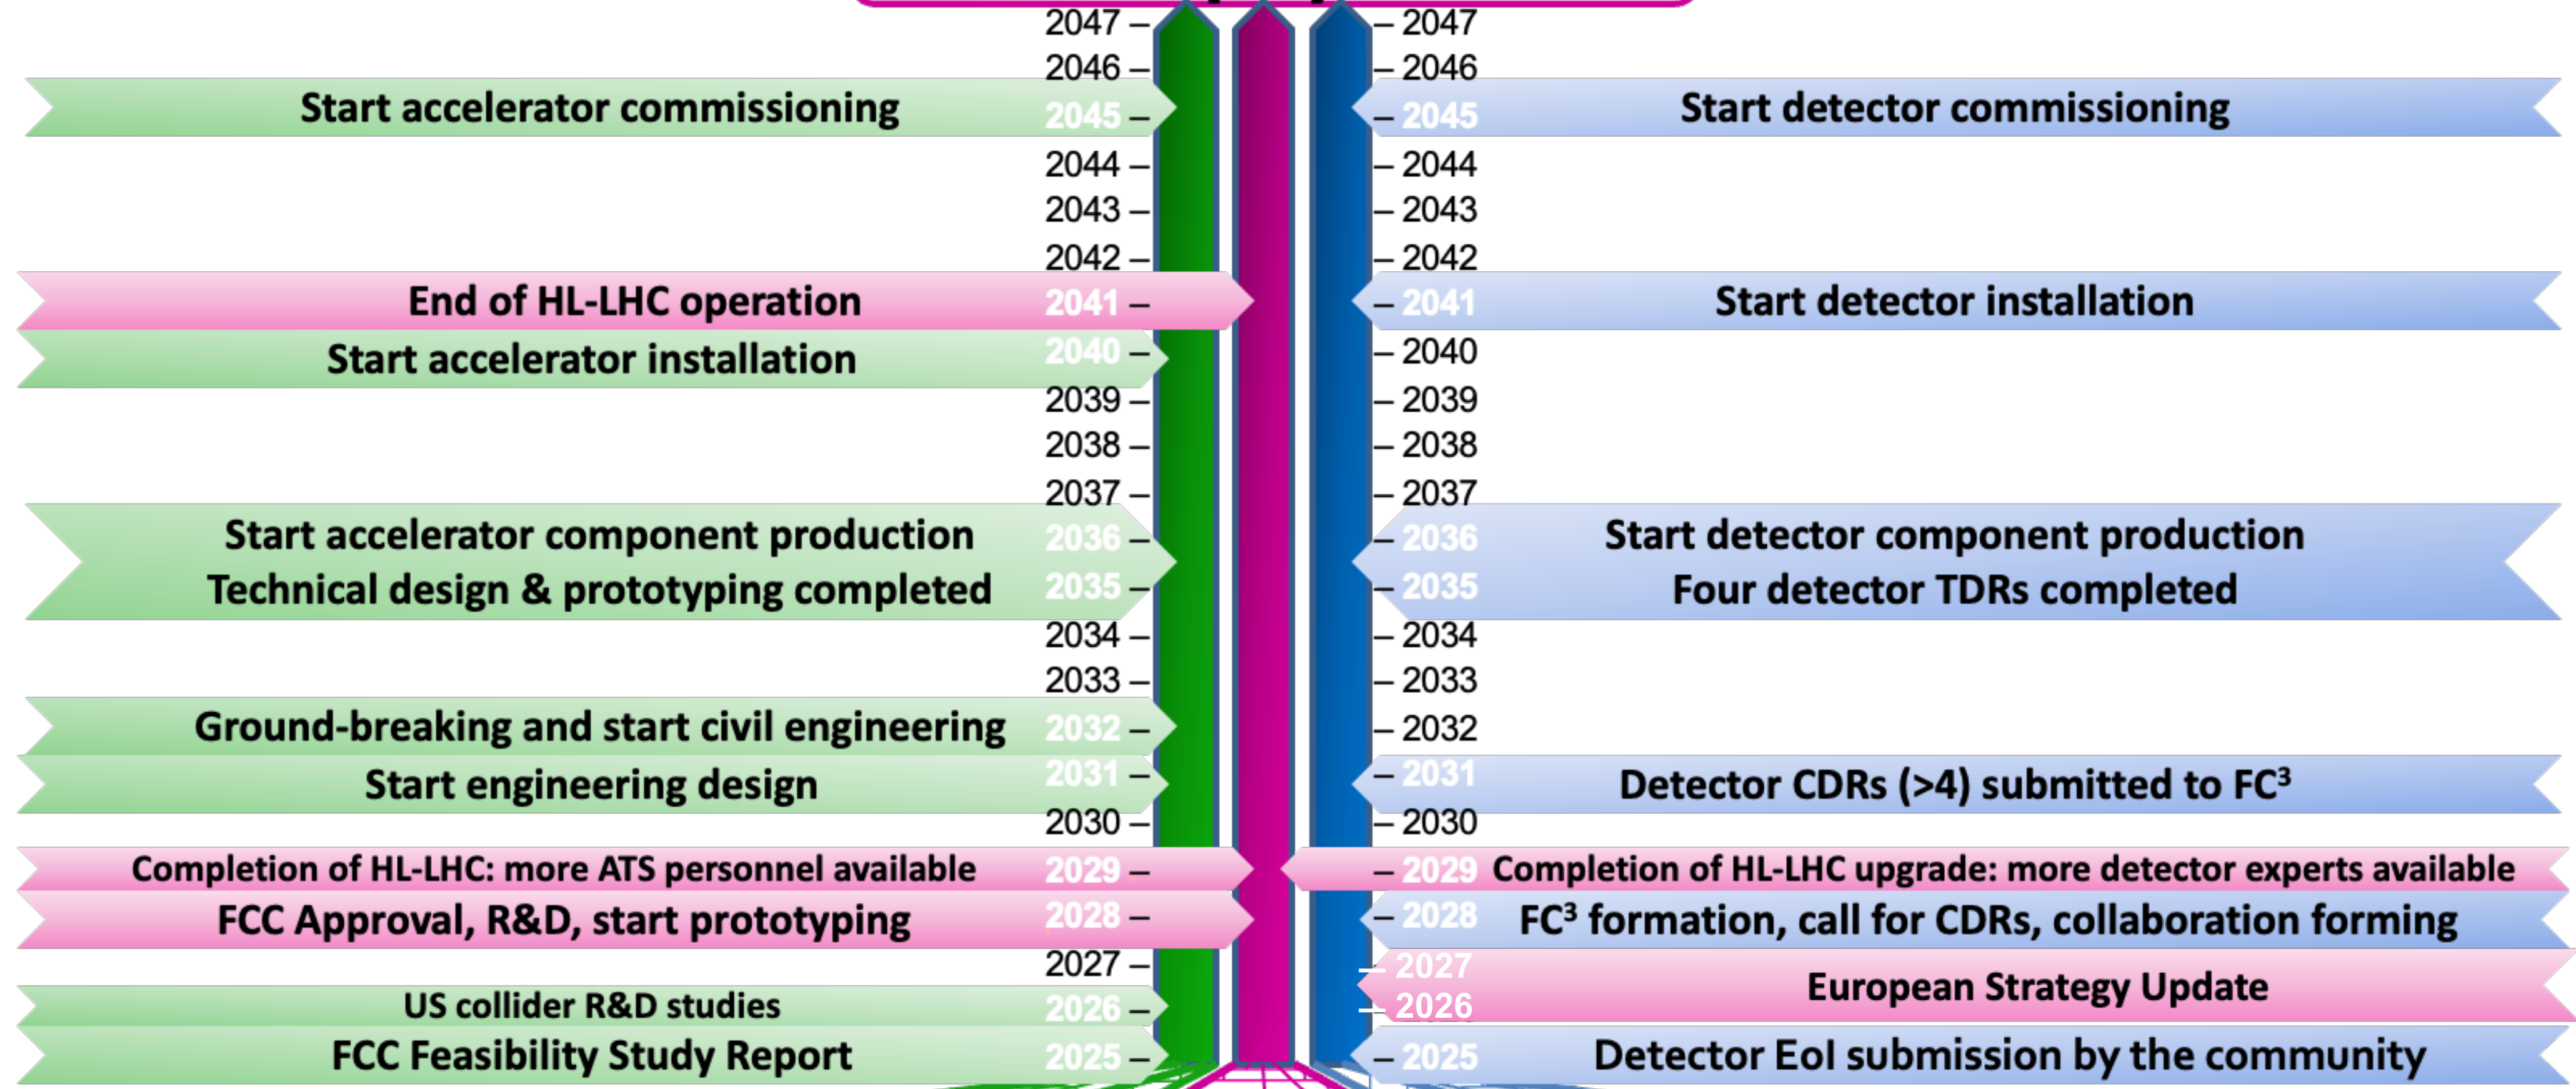 2047 – – 2047
2046 – – 2046
Start accelerator commissioning 2045 – – 2045 Start detector commissioning
2044 – – 2044
2043 – – 2043
2042 – – 2042
End of HL-LHC operation 2041 – – 2041 Start detector installation
Start accelerator installation 2040 – – 2040
2039 – – 2039
2038 – – 2038
2037 – – 2037
Start accelerator component production 2036 – – 2036 Start detector component production
Technical design & prototyping completed 2035 – – 2035 Four detector TDRs completed
2034 – – 2034
2033 – – 2033
Ground-breaking and start civil engineering 2032 – – 2032
Start engineering design 2031 – – 2031 Detector CDRs (>4) submitted to FC³
2030 – – 2030
Completion of HL-LHC: more ATS personnel available 2029 – – 2029 Completion of HL-LHC upgrade: more detector experts available
FCC Approval, R&D, start prototyping 2028 – – 2028 FC³ formation, call for CDRs, collaboration forming
2027 – – 2027
European Strategy Update
US collider R&D studies 2026 – – 2026
FCC Feasibility Study Report 2025 – – 2025 Detector EoI submission by the community